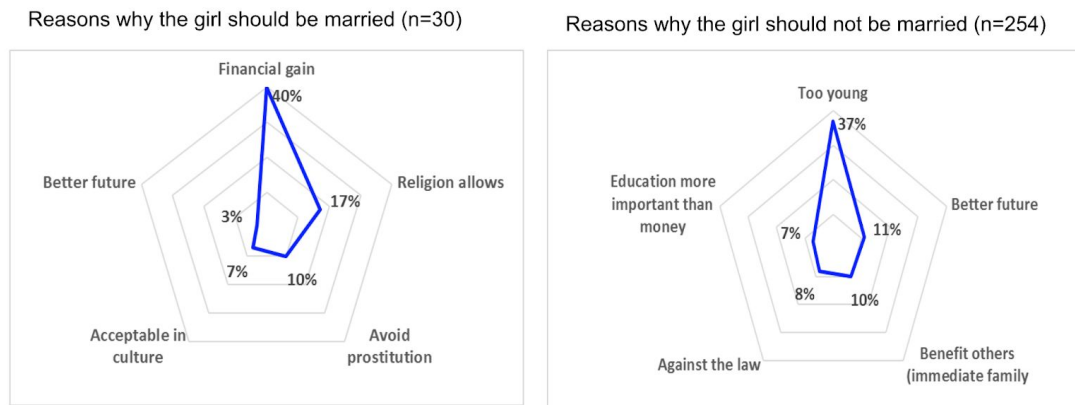 Reasons why the girl should be married (n=30)
Financial gain
40%
Better future
Religion allows
3%
17%
7%
10%
Acceptable in
culture
Avoid
prostitution
Reasons why the girl should not be married (n=254)
Too young
37%
Education more
important than
money
Better future
7%
11%
8%
10%
Against the law
Benefit others
(immediate family